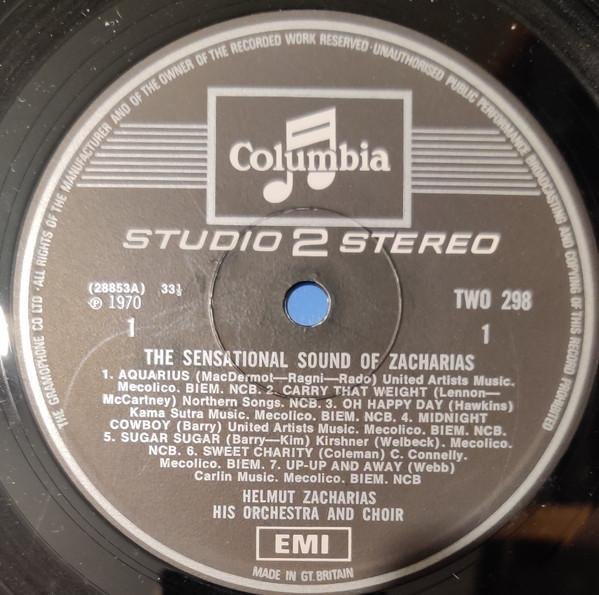 THE GRAMOPHONE CO LTD · ALL RIGHTS OF THE MANUFACTURER AND OF THE OWNER OF THE RECORDED WORK RESERVED · UNAUTHORISED PUBLIC PERFORMANCE BROADCASTING AND COPYING OF THIS RECORD PROHIBITED
Columbia
STUDIO 2 STEREO
(28853A) 33⅓
℗ 1970
TWO 298
1
1
THE SENSATIONAL SOUND OF ZACHARIAS
1. AQUARIUS (MacDermot—Ragni—Rado) United Artists Music.
Mecolico. BIEM. NCB. 2. CARRY THAT WEIGHT (Lennon—
McCartney) Northern Songs. NCB. 3. OH HAPPY DAY (Hawkins)
Kama Sutra Music. Mecolico. BIEM. NCB. 4. MIDNIGHT
COWBOY (Barry) United Artists Music. Mecolico. BIEM. NCB.
5. SUGAR SUGAR (Barry—Kim) Kirshner (Welbeck). Mecolico.
NCB. 6. SWEET CHARITY (Coleman) C. Connelly.
Mecolico. BIEM. 7. UP-UP AND AWAY (Webb)
Carlin Music. Mecolico. BIEM. NCB
HELMUT ZACHARIAS
HIS ORCHESTRA AND CHOIR
EMI
MADE IN GT. BRITAIN